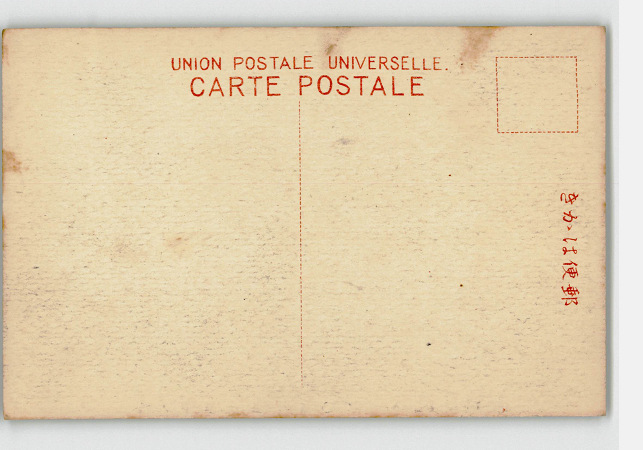 UNION POSTALE UNIVERSELLE.
CARTE POSTALE
きかは便郵